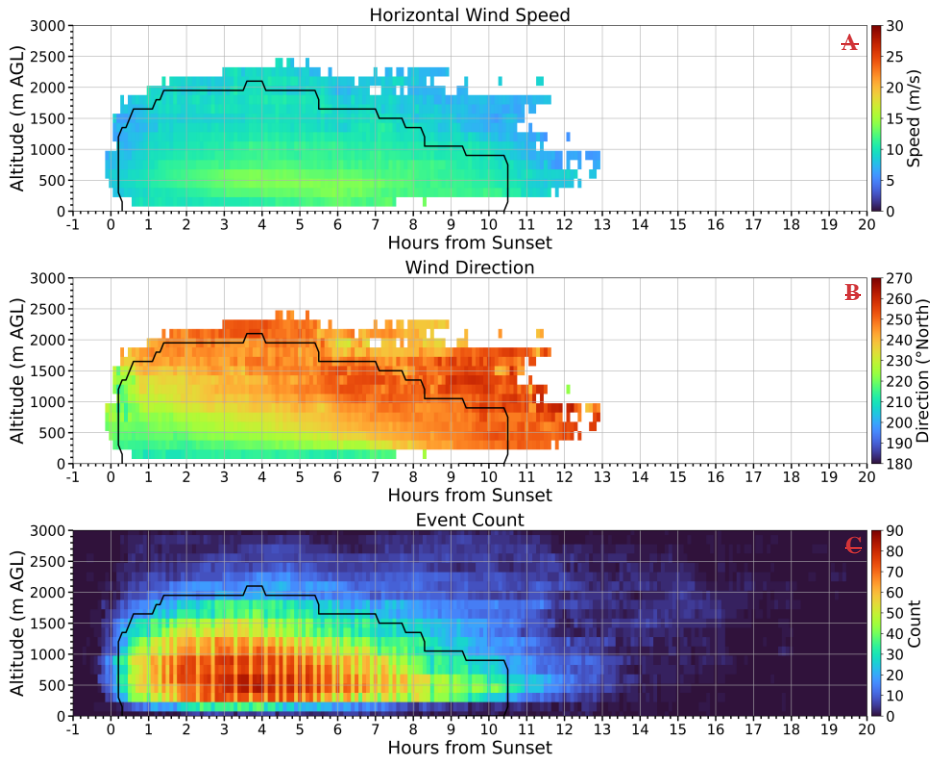 Horizontal Wind Speed
A
3000
2500
2000
1500
1000
500
0
Altitude (m AGL)
-1 0 1 2 3 4 5 6 7 8 9 10 11 12 13 14 15 16 17 18 19 20
Hours from Sunset
30
25
20
15
10
5
0
Speed (m/s)
Wind Direction
B
3000
2500
2000
1500
1000
500
0
Altitude (m AGL)
-1 0 1 2 3 4 5 6 7 8 9 10 11 12 13 14 15 16 17 18 19 20
Hours from Sunset
270
260
250
240
230
220
210
200
190
180
Direction (°North)
Event Count
C
3000
2500
2000
1500
1000
500
0
Altitude (m AGL)
-1 0 1 2 3 4 5 6 7 8 9 10 11 12 13 14 15 16 17 18 19 20
Hours from Sunset
90
80
70
60
50
40
30
20
10
0
Count